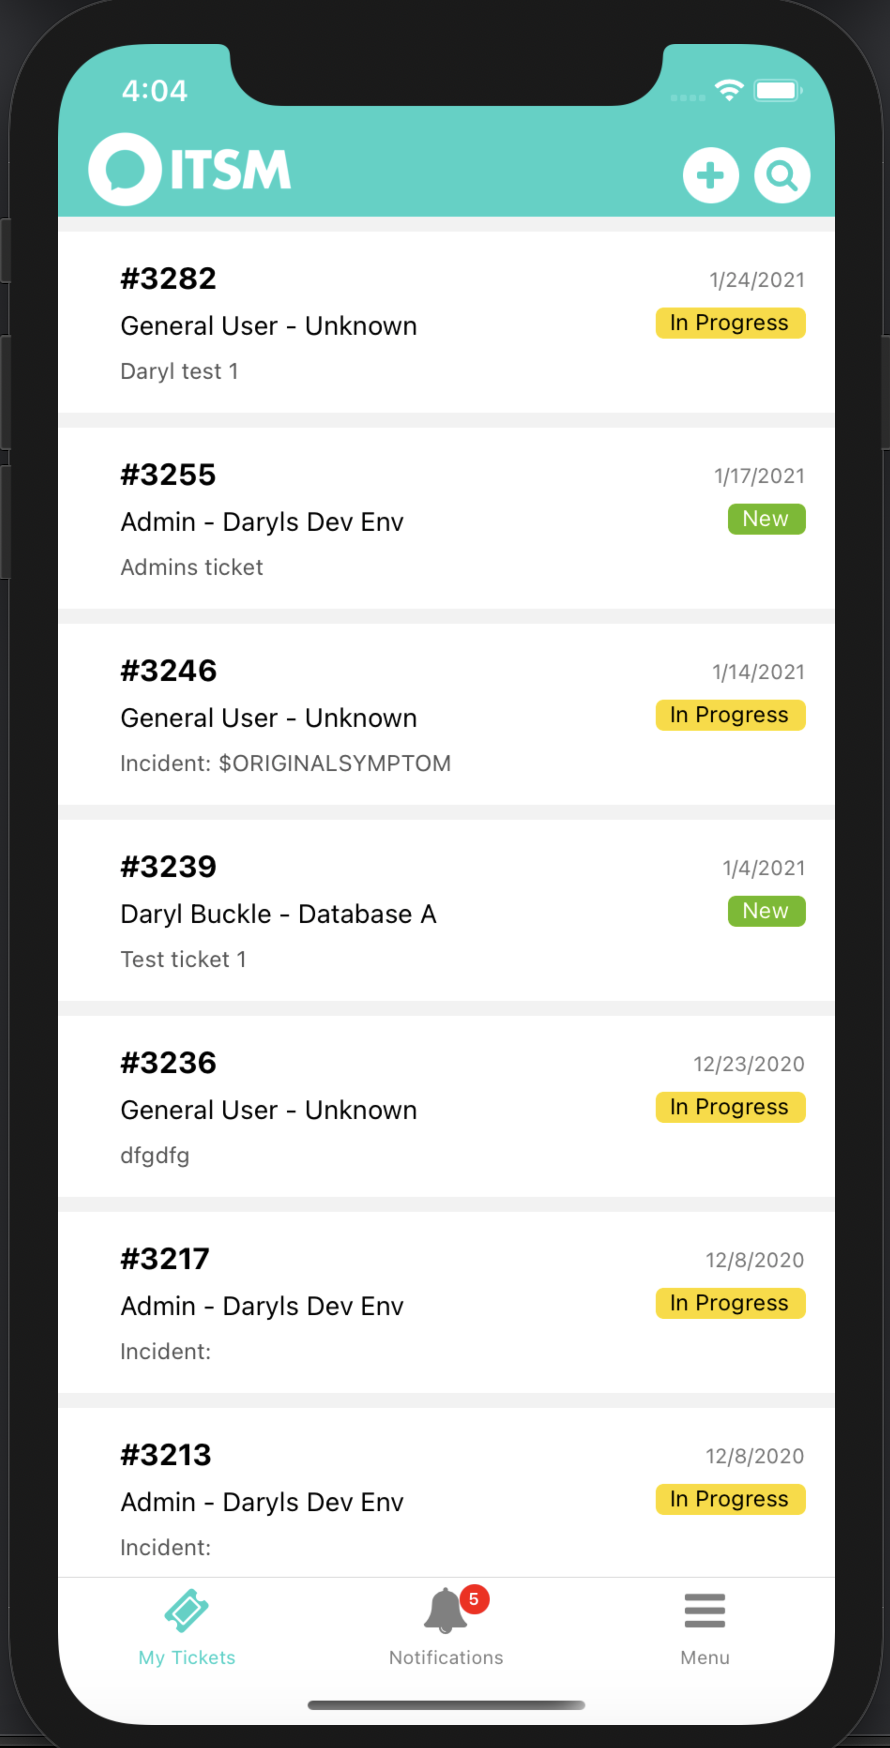 4:04
ITSM
#3282
1/24/2021
General User - Unknown
In Progress
Daryl test 1
#3255
1/17/2021
Admin - Daryls Dev Env
New
Admins ticket
#3246
1/14/2021
General User - Unknown
In Progress
Incident: $ORIGINALSYMPTOM
#3239
1/4/2021
Daryl Buckle - Database A
New
Test ticket 1
#3236
12/23/2020
General User - Unknown
In Progress
dfgdfg
#3217
12/8/2020
Admin - Daryls Dev Env
In Progress
Incident:
#3213
12/8/2020
Admin - Daryls Dev Env
In Progress
Incident:
5
My Tickets
Notifications
Menu